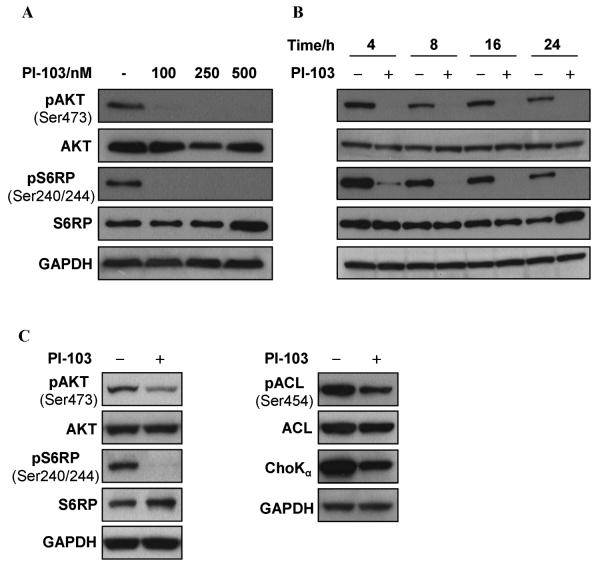 A
PI-103/nM - 100 250 500
pAKT
(Ser473)
AKT
pS6RP
(Ser240/244)
S6RP
GAPDH
B
Time/h 4 8 16 24
PI-103 – + – + – + – +
C
PI-103 – +
pAKT
(Ser473)
AKT
pS6RP
(Ser240/244)
S6RP
GAPDH
PI-103 – +
pACL
(Ser454)
ACL
ChoKα
GAPDH